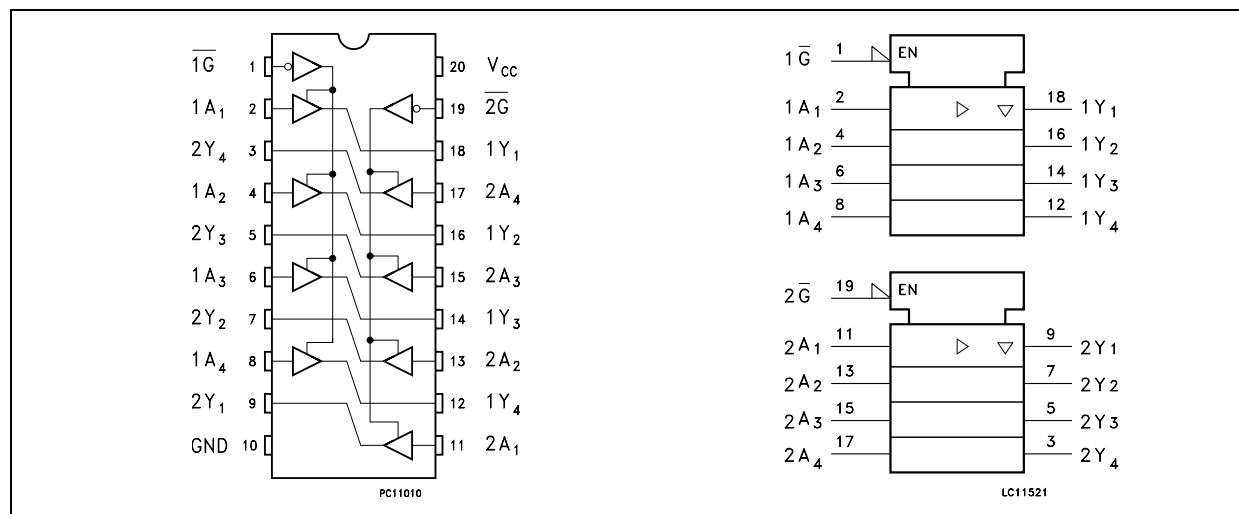 1G̅ 1 20 V_CC
1A₁ 2 19 2G̅
2Y₄ 3 18 1Y₁
1A₂ 4 17 2A₄
2Y₃ 5 16 1Y₂
1A₃ 6 15 2A₃
2Y₂ 7 14 1Y₃
1A₄ 8 13 2A₂
2Y₁ 9 12 1Y₄
GND 10 11 2A₁
PC11010
1G̅ 1 EN
1A₁ 2 18 1Y₁
1A₂ 4 16 1Y₂
1A₃ 6 14 1Y₃
1A₄ 8 12 1Y₄
2G̅ 19 EN
2A₁ 11 9 2Y₁
2A₂ 13 7 2Y₂
2A₃ 15 5 2Y₃
2A₄ 17 3 2Y₄
LC11521